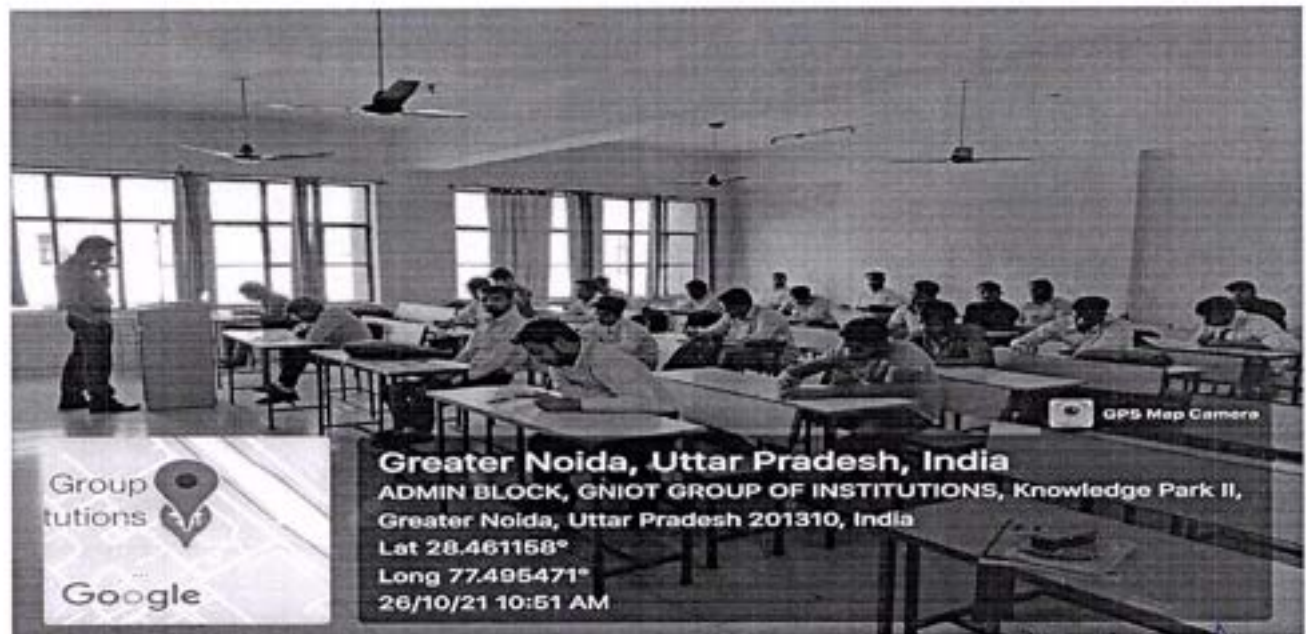 GPS Map Camera
Greater Noida, Uttar Pradesh, India
ADMIN BLOCK, GNIOT GROUP OF INSTITUTIONS, Knowledge Park II,
Greater Noida, Uttar Pradesh 201310, India
Lat 28.461158°
Long 77.495471°
26/10/21 10:51 AM
Group
tutions
Google